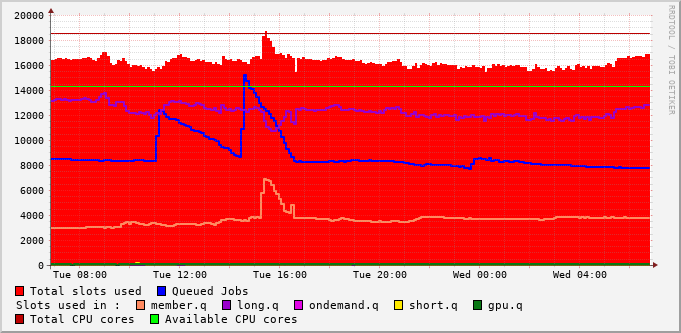 20000
18000
16000
14000
12000
10000
8000
6000
4000
2000
0
Tue 08:00 Tue 12:00 Tue 16:00 Tue 20:00 Wed 00:00 Wed 04:00
Total slots used Queued Jobs
Slots used in : member.q long.q ondemand.q short.q gpu.q
Total CPU cores Available CPU cores
RRDTOOL / TOBI OETIKER